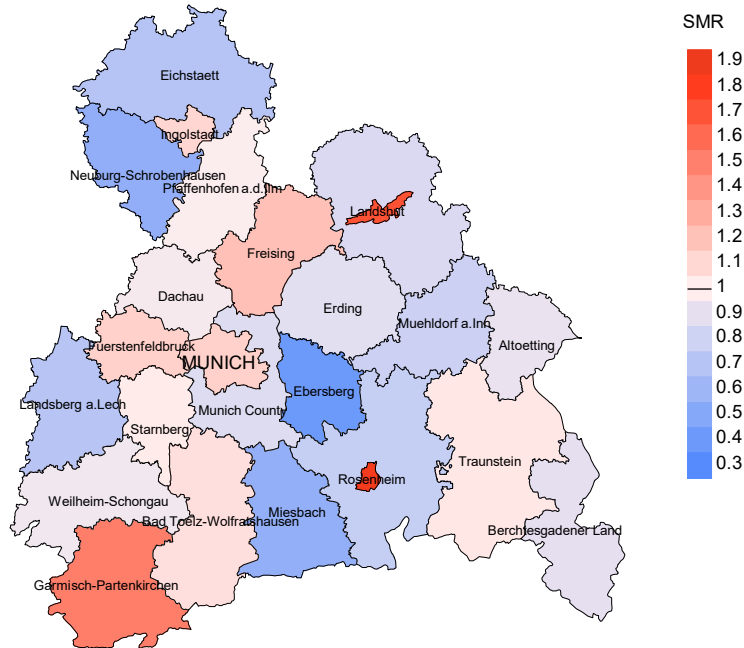 SMR
1.9
1.8
1.7
1.6
1.5
1.4
1.3
1.2
1.1
1
0.9
0.8
0.7
0.6
0.5
0.4
0.3
Eichstaett
Ingolstadt
Neuburg-Schrobenhausen
Pfaffenhofen a.d.Ilm
Landshut
Freising
Dachau
Erding
Muehldorf a.Inn
Altoetting
Fuerstenfeldbruck
MUNICH
Ebersberg
Landsberg a.Lech
Munich County
Starnberg
Traunstein
Rosenheim
Weilheim-Schongau
Miesbach
Bad Toelz-Wolfratshausen
Berchtesgadener Land
Garmisch-Partenkirchen